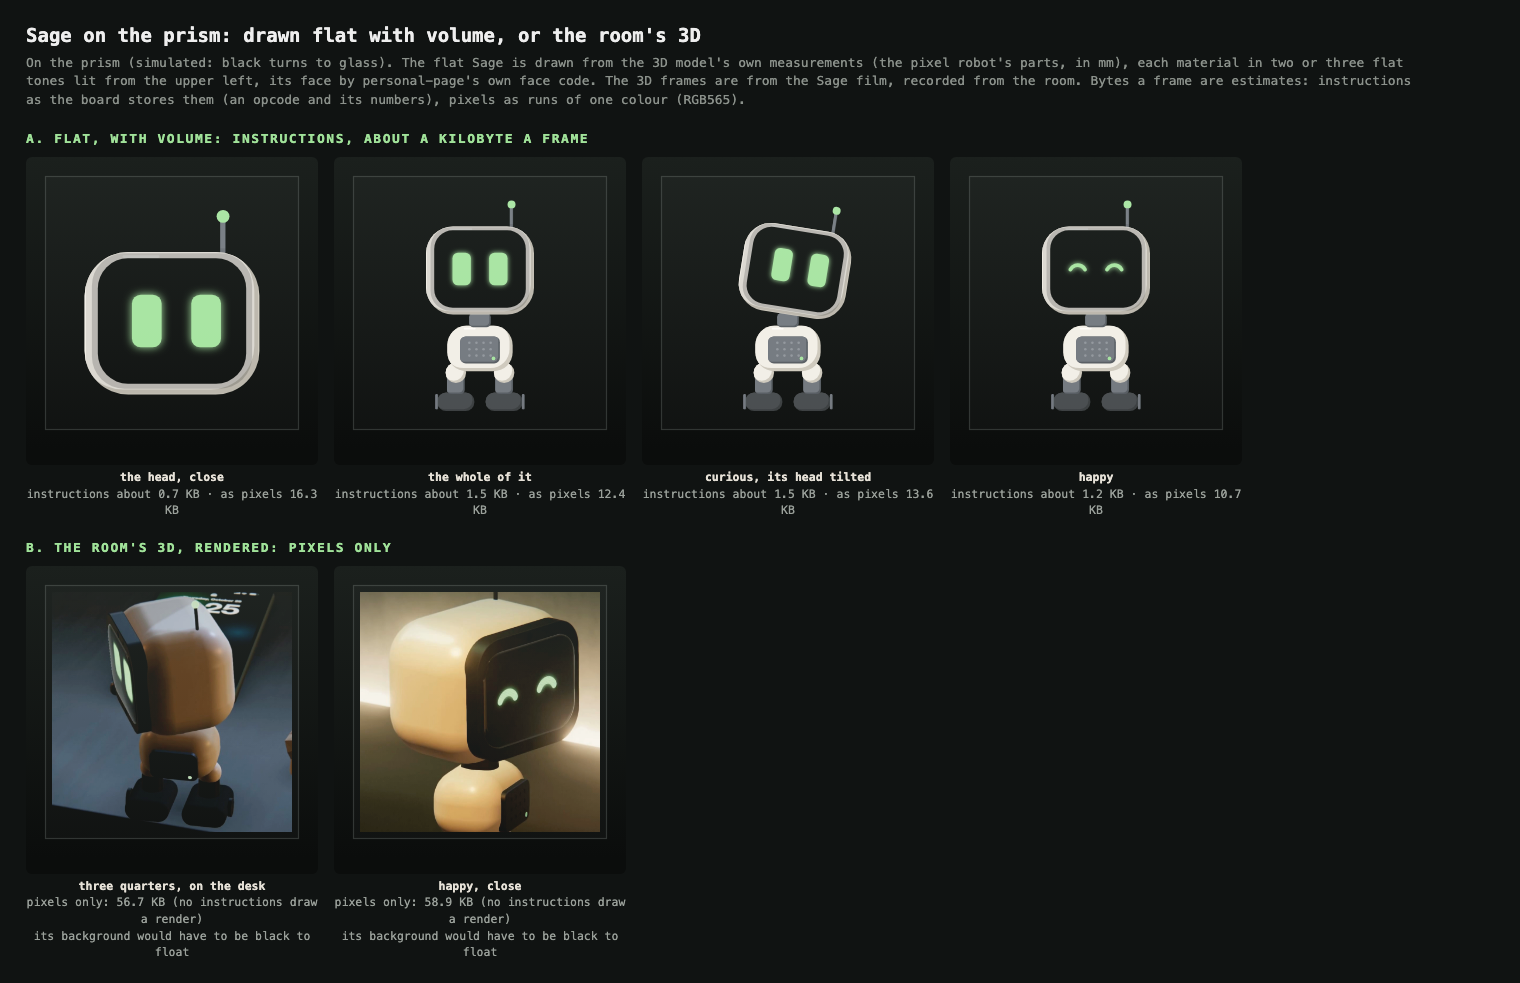 Sage on the prism: drawn flat with volume, or the room's 3D
On the prism (simulated: black turns to glass). The flat Sage is drawn from the 3D model's own measurements (the pixel robot's parts, in mm), each material in two or three flat
tones lit from the upper left, its face by personal-page's own face code. The 3D frames are from the Sage film, recorded from the room. Bytes a frame are estimates: instructions
as the board stores them (an opcode and its numbers), pixels as runs of one colour (RGB565).
A. FLAT, WITH VOLUME: INSTRUCTIONS, ABOUT A KILOBYTE A FRAME
the head, close
instructions about 0.7 KB · as pixels 16.3
KB
the whole of it
instructions about 1.5 KB · as pixels 12.4
KB
curious, its head tilted
instructions about 1.5 KB · as pixels 13.6
KB
happy
instructions about 1.2 KB · as pixels 10.7
KB
B. THE ROOM'S 3D, RENDERED: PIXELS ONLY
25
three quarters, on the desk
pixels only: 56.7 KB (no instructions draw
a render)
its background would have to be black to
float
happy, close
pixels only: 58.9 KB (no instructions draw
a render)
its background would have to be black to
float